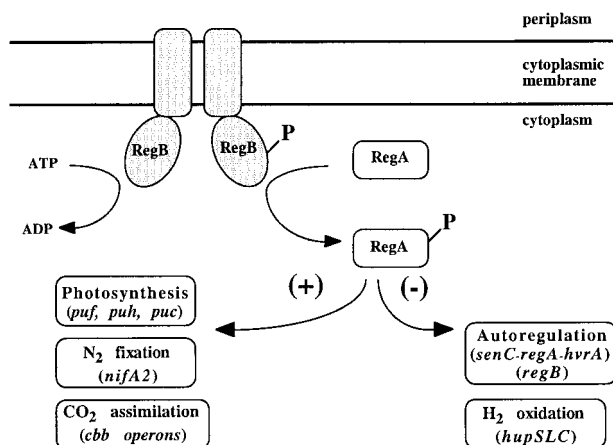 periplasm
cytoplasmic
membrane
cytoplasm
RegB
RegB
P
ATP
RegA
ADP
RegA
P
(+)
(-)
Photosynthesis
(puf, puh, puc)
N2 fixation
(nifA2)
CO2 assimilation
(cbb operons)
Autoregulation
(senC-regA-hvrA)
(regB)
H2 oxidation
(hupSLC)